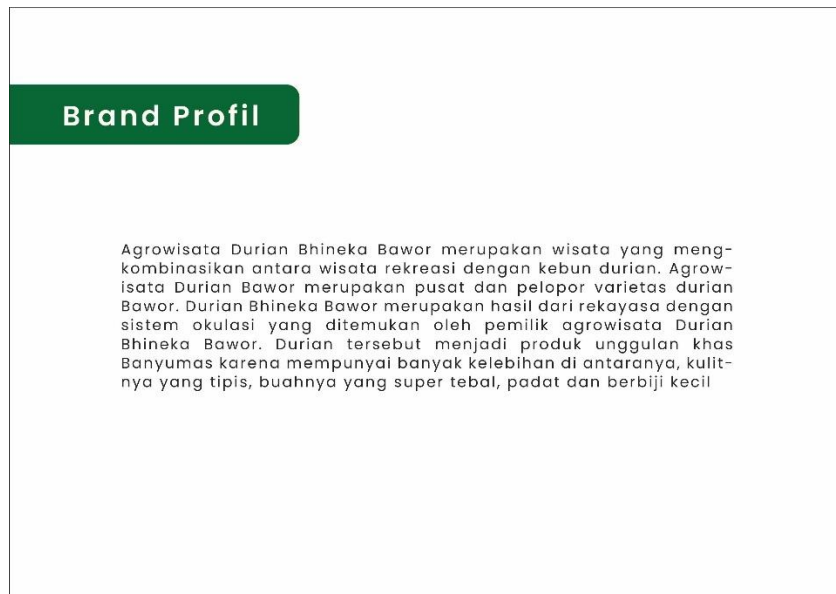 Brand Profil
Agrowisata Durian Bhineka Bawor merupakan wisata yang meng-
kombinasikan antara wisata rekreasi dengan kebun durian. Agrow-
isata Durian Bawor merupakan pusat dan pelopor varietas durian
Bawor. Durian Bhineka Bawor merupakan hasil dari rekayasa dengan
sistem okulasi yang ditemukan oleh pemilik agrowisata Durian
Bhineka Bawor. Durian tersebut menjadi produk unggulan khas
Banyumas karena mempunyai banyak kelebihan di antaranya, kulit-
nya yang tipis, buahnya yang super tebal, padat dan berbiji kecil